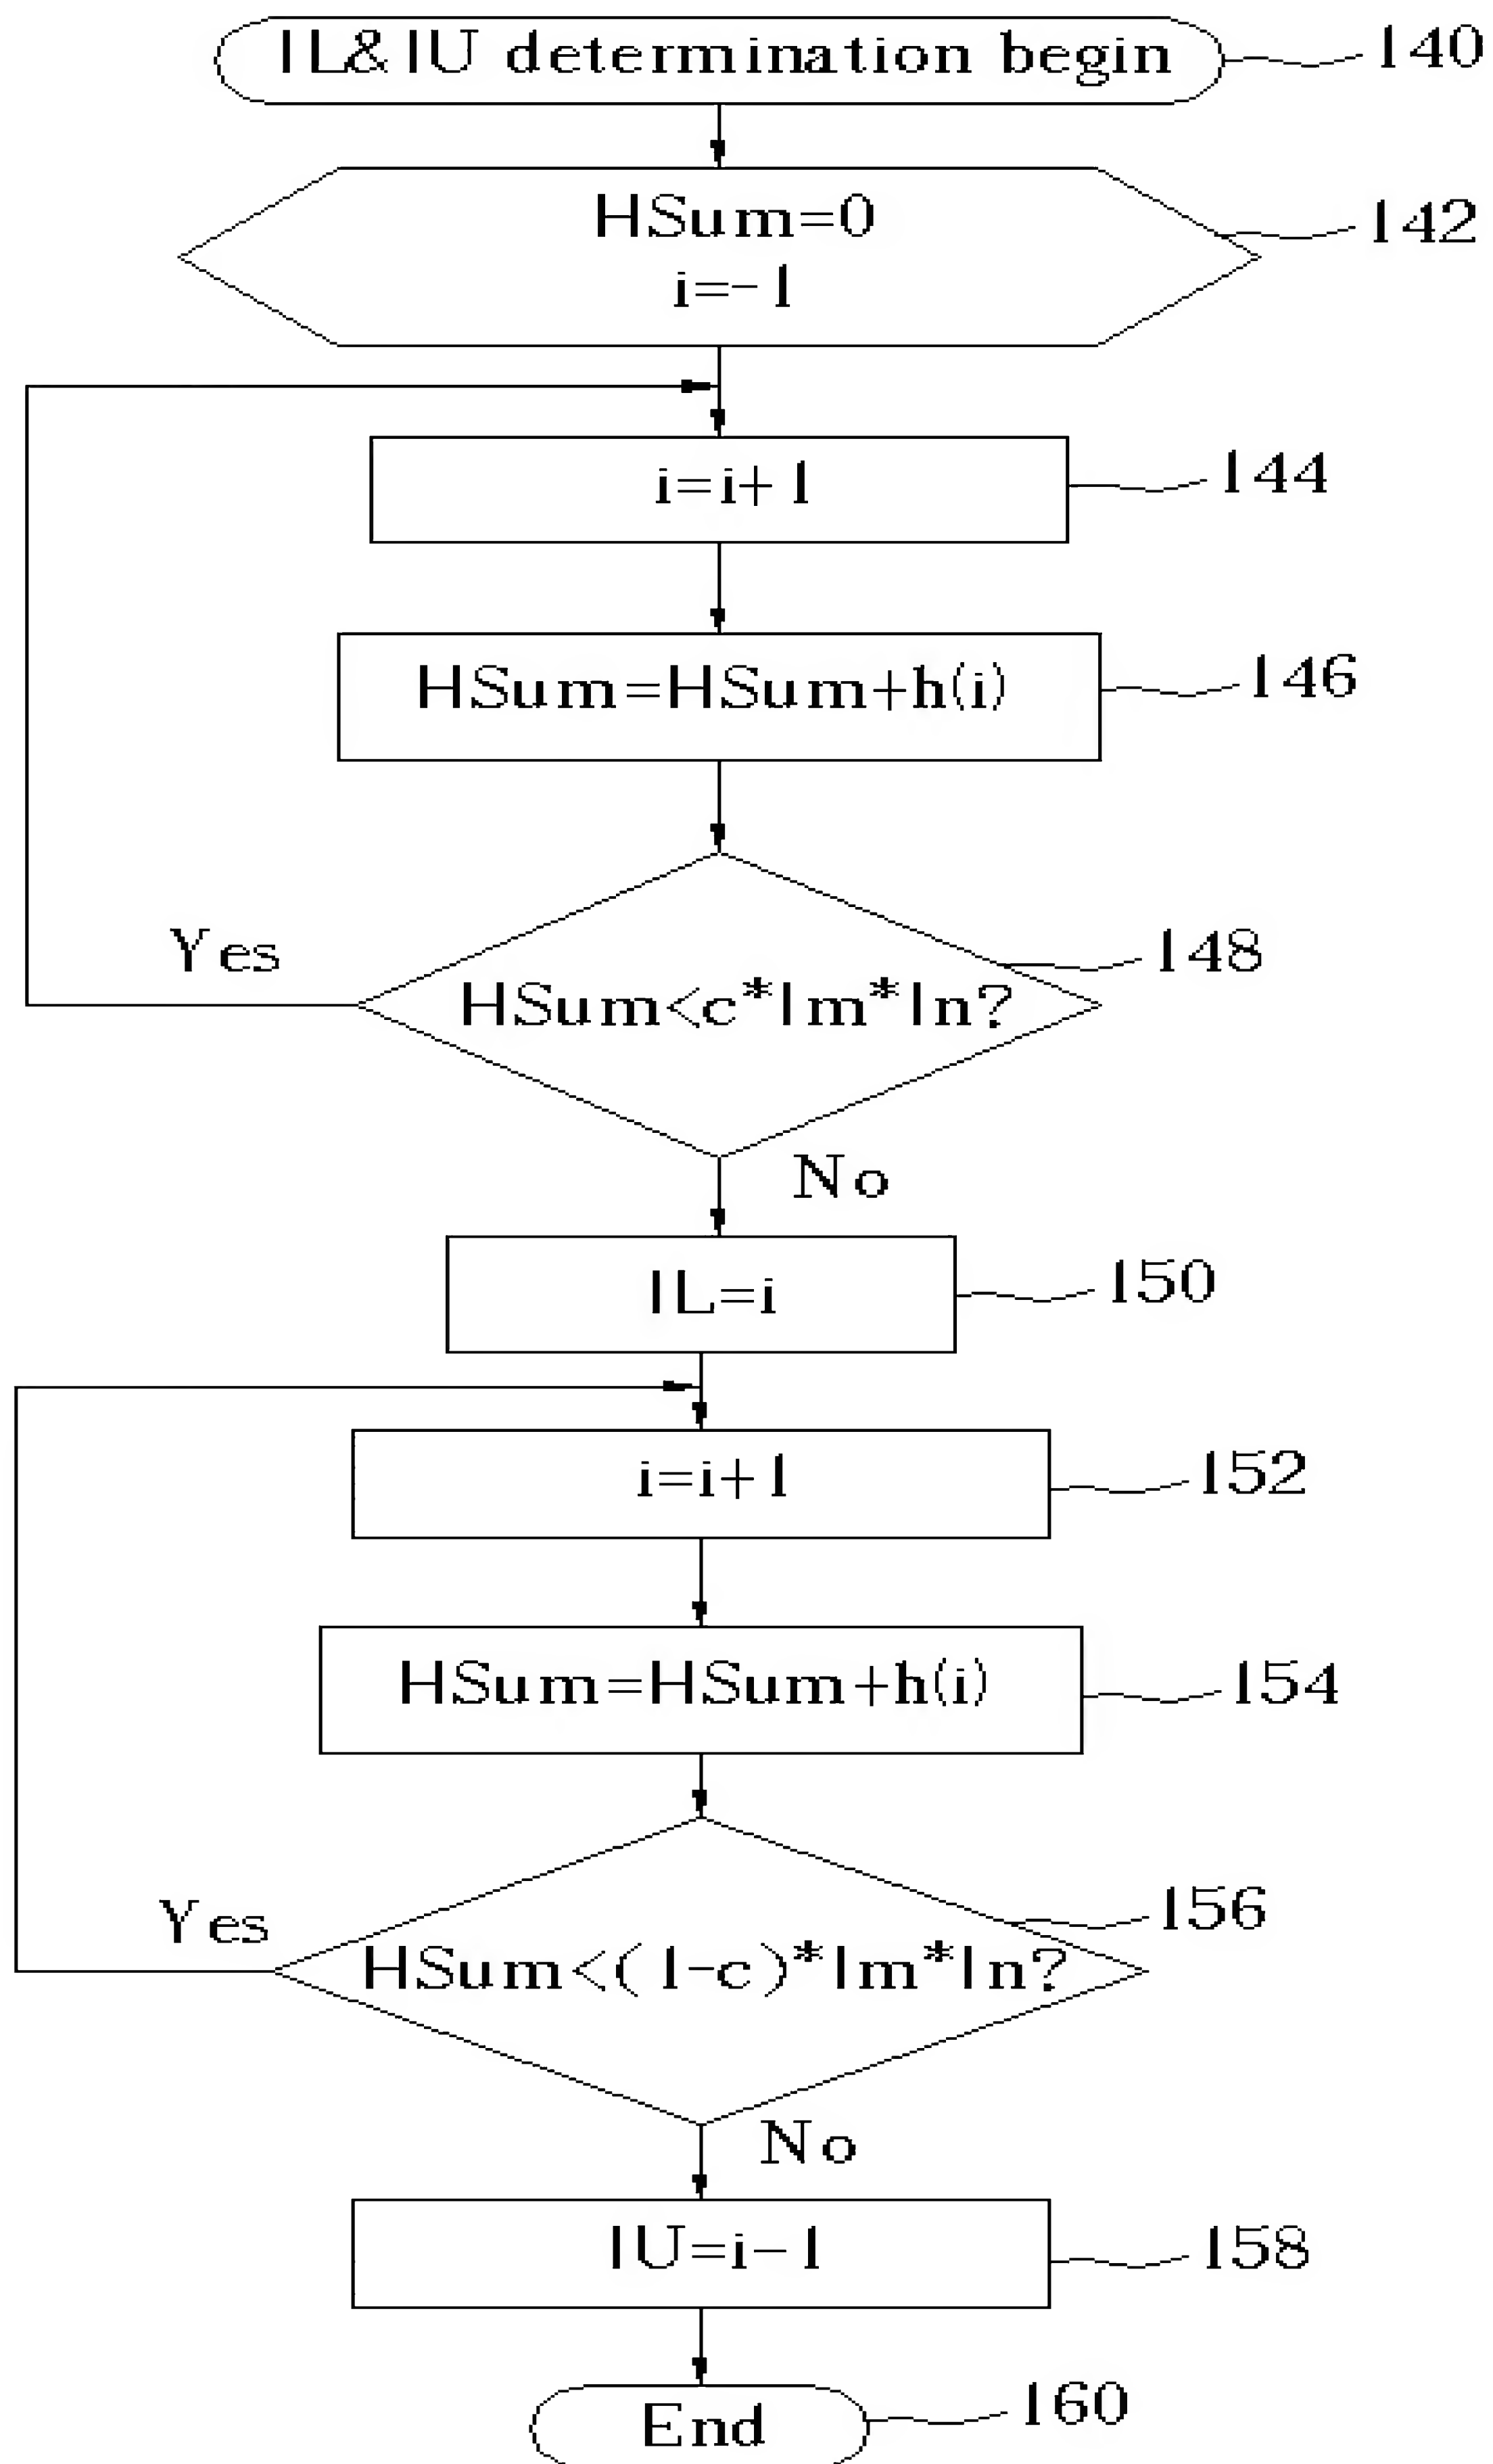 IL&IU determination begin
140
HSum=0
142
i=-1
i=i+1
144
HSum=HSum+h(i)
146
Yes
148
HSum<c*Im*In?
No
IL=i
150
i=i+1
152
HSum=HSum+h(i)
154
Yes
156
HSum<(1-c)*Im*In?
No
IU=i-1
158
End
160